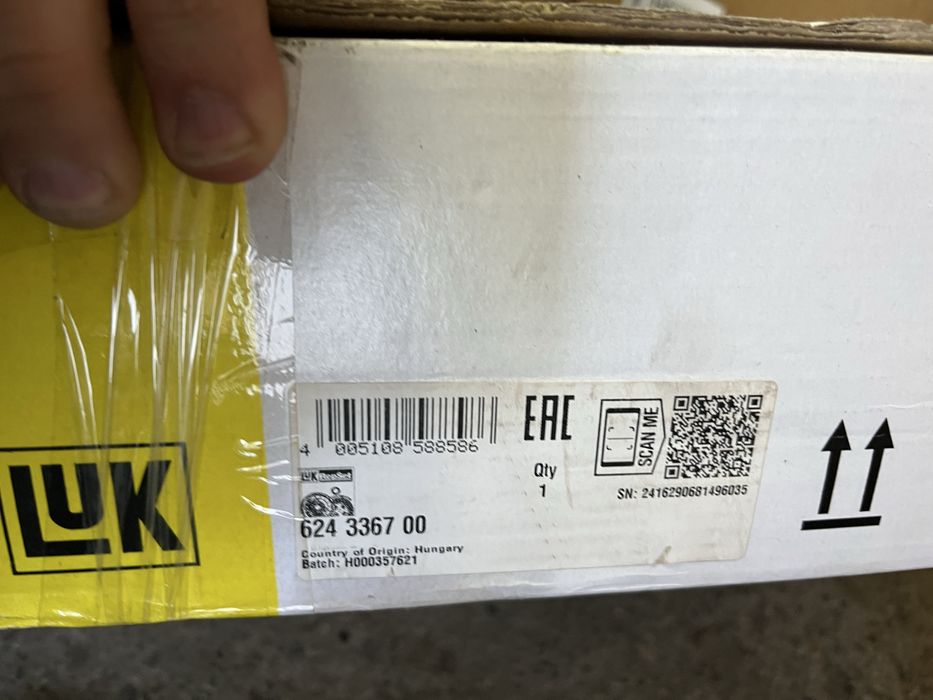 LUK
4 005108 588586
EAC
SCAN ME
Qty
1
SN: 2416290681496035
LUK RepSet
624 3367 00
Country of Origin: Hungary
Batch: H000357621